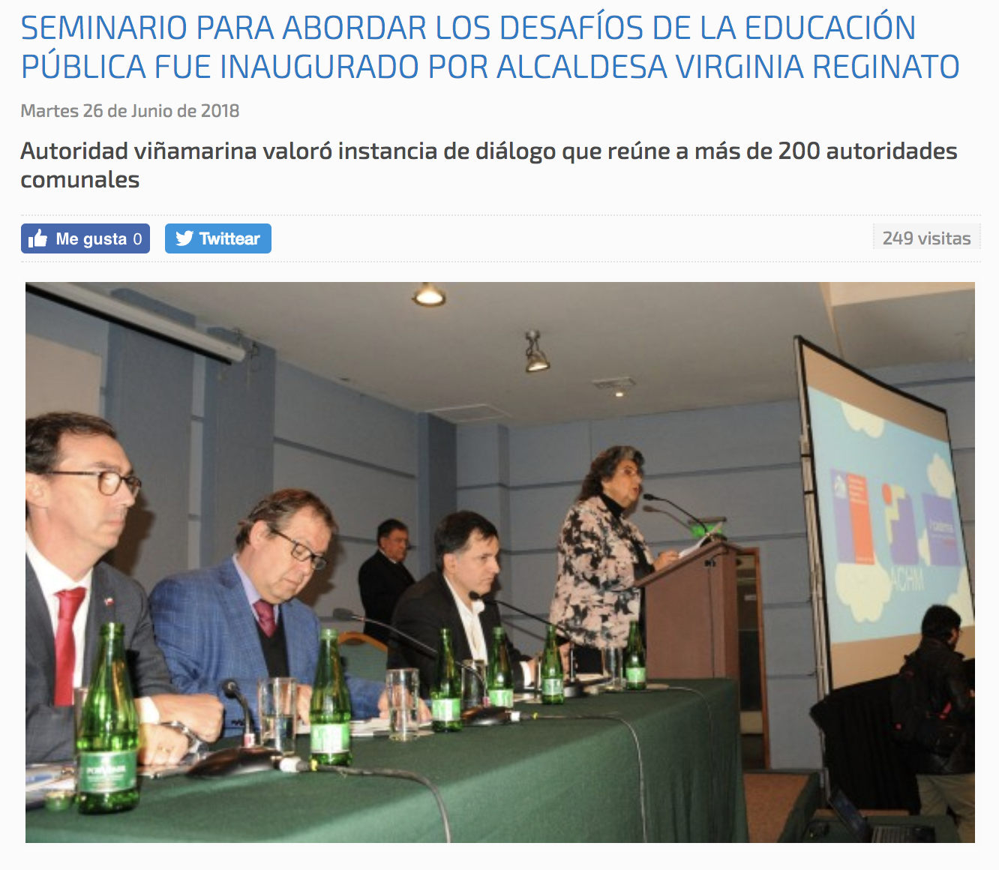 SEMINARIO PARA ABORDAR LOS DESAFÍOS DE LA EDUCACIÓN
PÚBLICA FUE INAUGURADO POR ALCALDESA VIRGINIA REGINATO
Martes 26 de Junio de 2018
Autoridad viñamarina valoró instancia de diálogo que reúne a más de 200 autoridades
comunales
Me gusta 0
Twittear
249 visitas
ACHM